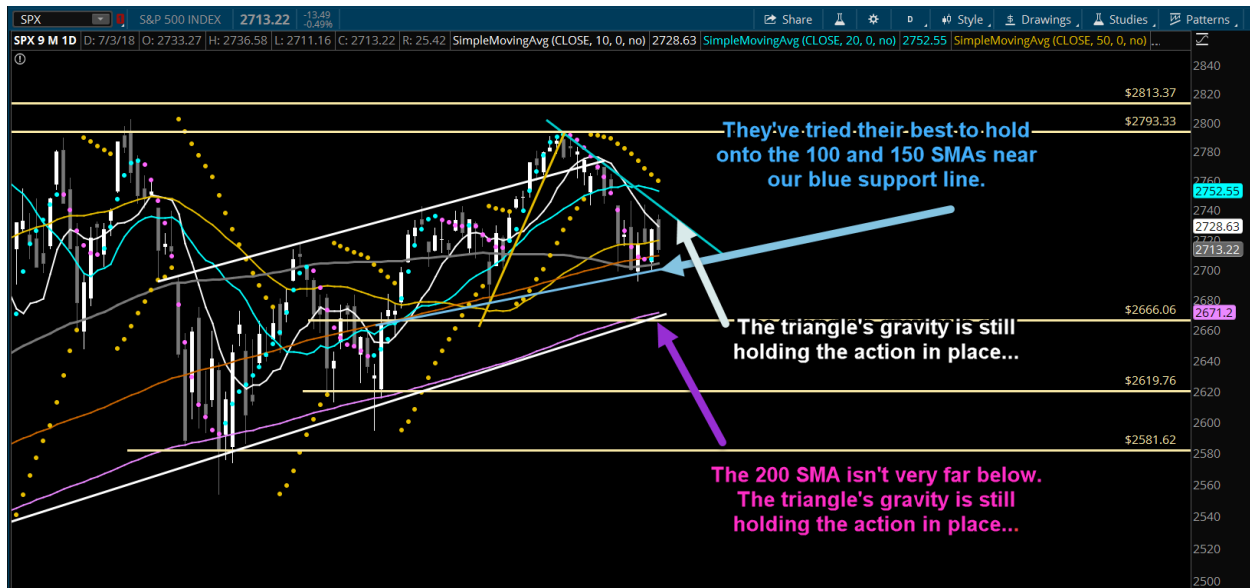 SPX
S&P 500 INDEX
2713.22
-13.49
-0.49%
Share
D
Style
Drawings
Studies
Patterns
SPX 9 M 1D D: 7/3/18 O: 2733.27 H: 2736.58 L: 2711.16 C: 2713.22 R: 25.42 SimpleMovingAvg (CLOSE, 10, 0, no) 2728.63 SimpleMovingAvg (CLOSE, 20, 0, no) 2752.55 SimpleMovingAvg (CLOSE, 50, 0, no) ...
2840
$2813.37
2820
$2793.33
2800
They've tried their best to hold
onto the 100 and 150 SMAs near
our blue support line.
2780
2760
2752.55
2740
2728.63
2720
2713.22
2700
2680
2671.2
$2666.06
2660
The triangle's gravity is still
holding the action in place...
2640
$2619.76
2620
2600
$2581.62
2580
The 200 SMA isn't very far below.
The triangle's gravity is still
holding the action in place...
2560
2540
2520
2500